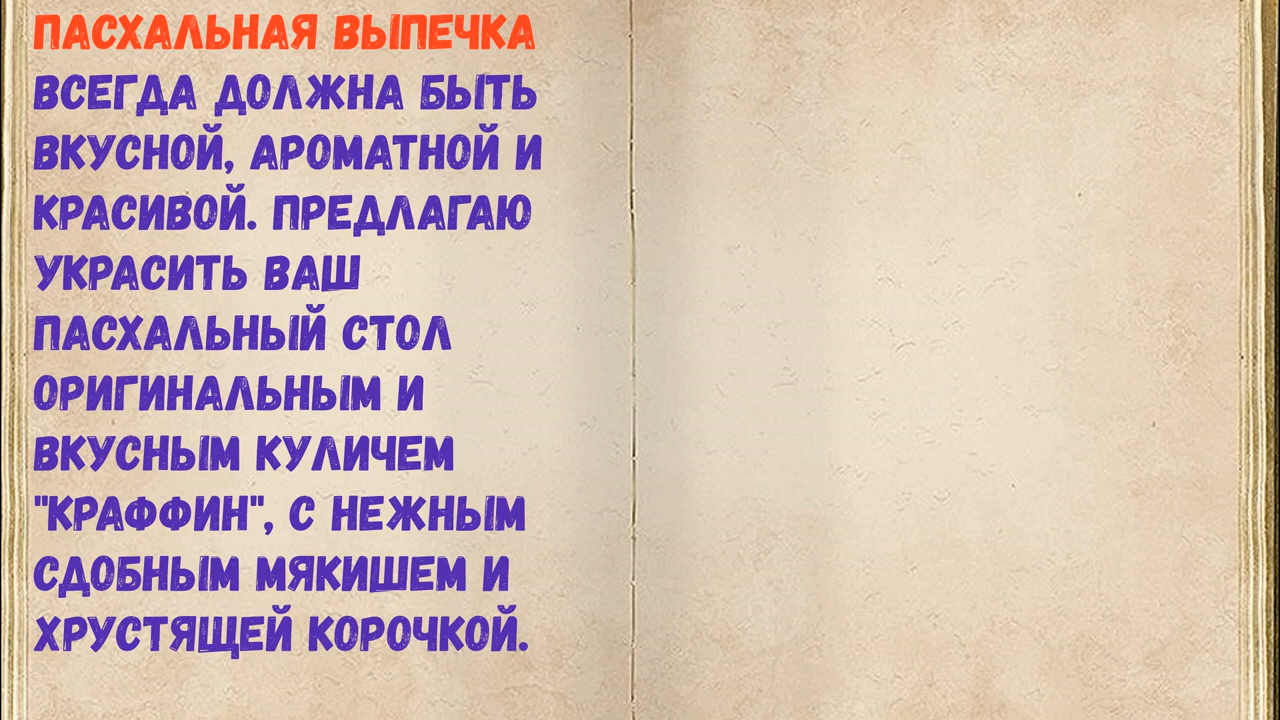 ПАСХАЛЬНАЯ ВЫПЕЧКА
ВСЕГДА ДОЛЖНА БЫТЬ
ВКУСНОЙ, АРОМАТНОЙ И
КРАСИВОЙ. ПРЕДЛАГАЮ
УКРАСИТЬ ВАШ
ПАСХАЛЬНЫЙ СТОЛ
ОРИГИНАЛЬНЫМ И
ВКУСНЫМ КУЛИЧЕМ
"КРАФФИН", С НЕЖНЫМ
СДОБНЫМ МЯКИШЕМ И
ХРУСТЯЩЕЙ КОРОЧКОЙ.